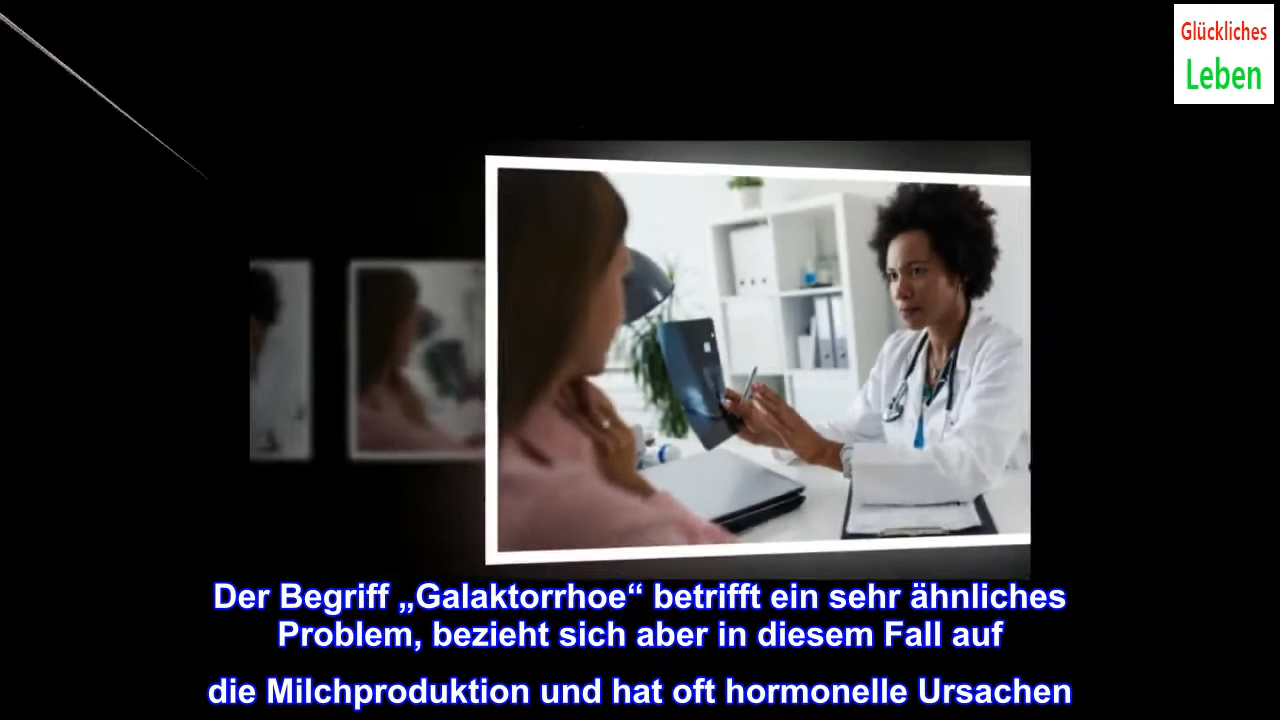 Glückliches
Leben
Der Begriff „Galaktorrhoe“ betrifft ein sehr ähnliches
Problem, bezieht sich aber in diesem Fall auf
die Milchproduktion und hat oft hormonelle Ursachen